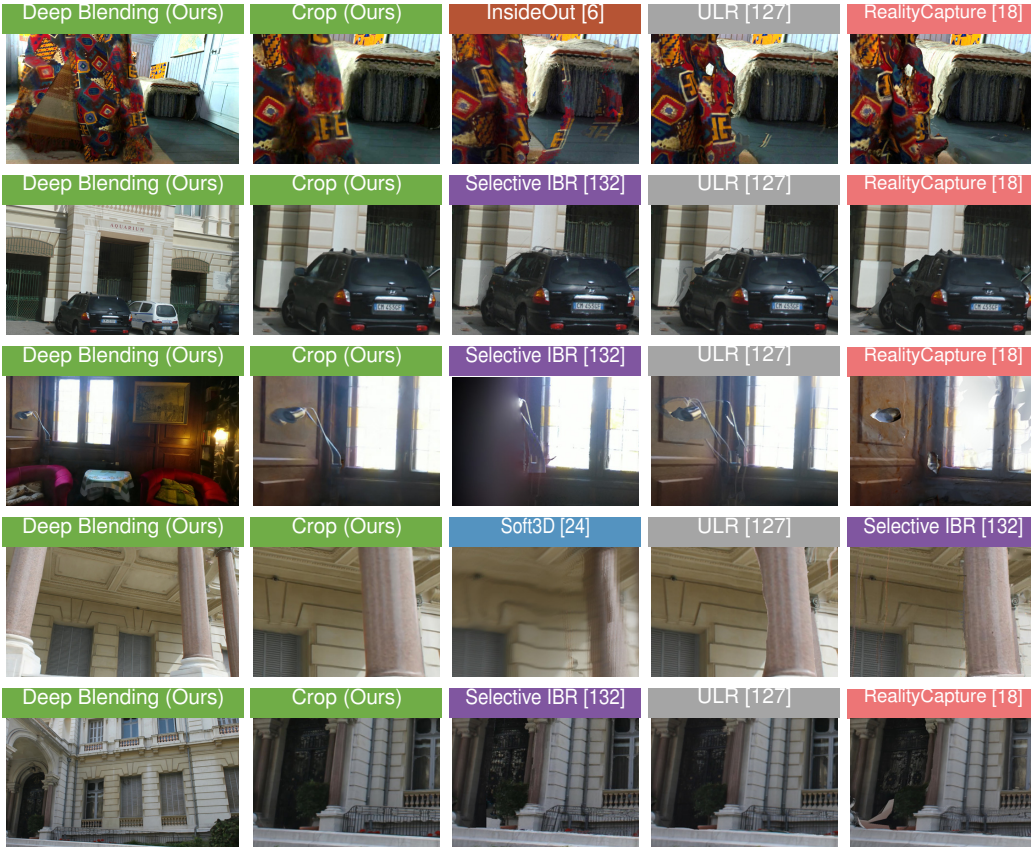 Deep Blending (Ours) Crop (Ours) InsideOut [6] ULR [127] RealityCapture [18]
Deep Blending (Ours) Crop (Ours) Selective IBR [132] ULR [127] RealityCapture [18]
AQUARIUM
Deep Blending (Ours) Crop (Ours) Selective IBR [132] ULR [127] RealityCapture [18]
Deep Blending (Ours) Crop (Ours) Soft3D [24] ULR [127] Selective IBR [132]
Deep Blending (Ours) Crop (Ours) Selective IBR [132] ULR [127] RealityCapture [18]